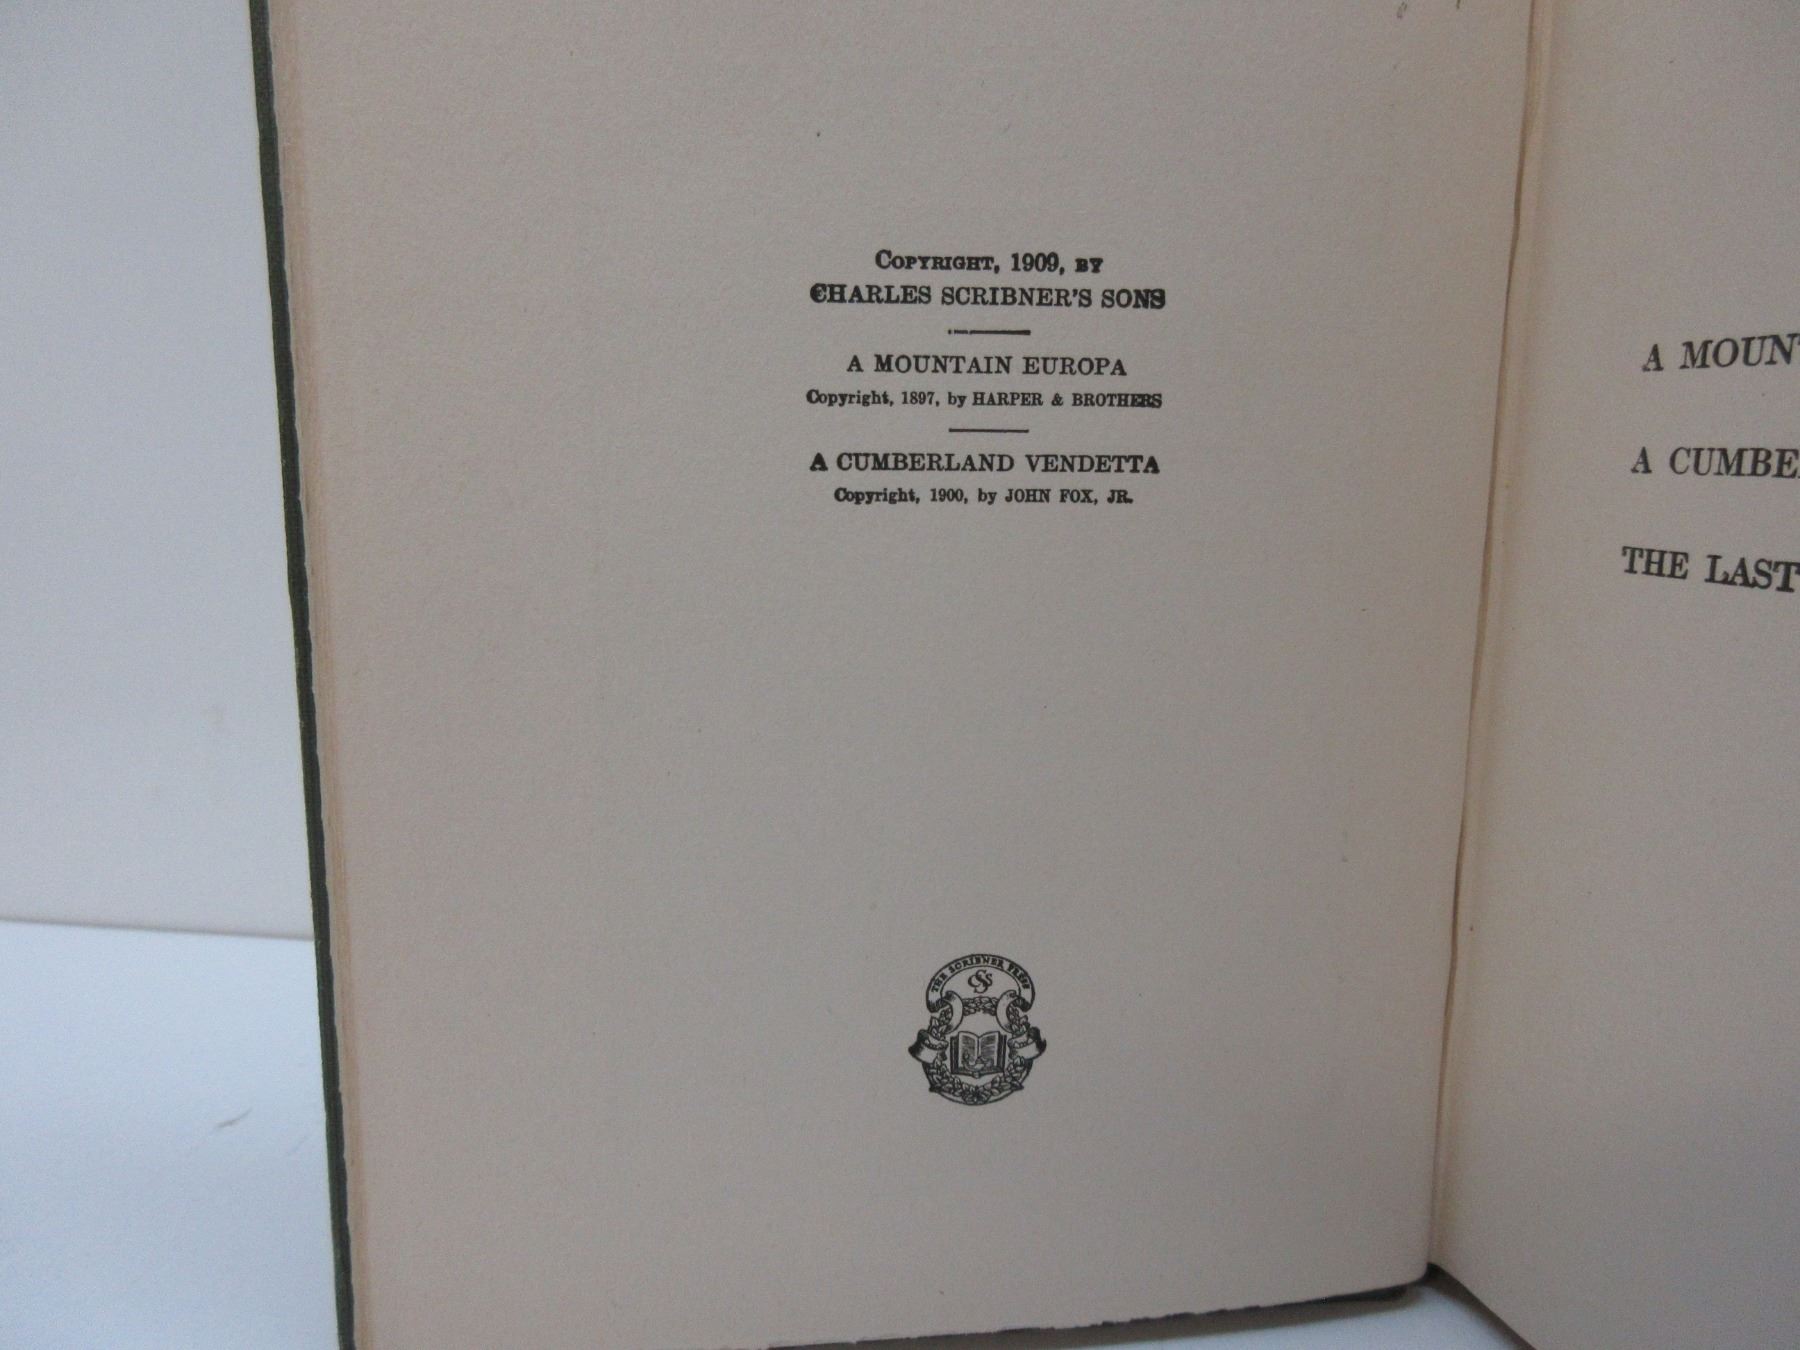 COPYRIGHT, 1909, BY
CHARLES SCRIBNER'S SONS
A MOUNTAIN EUROPA
Copyright, 1897, by HARPER & BROTHERS
A CUMBERLAND VENDETTA
Copyright, 1900, by JOHN FOX, JR.
THE SCRIBNER PRESS
CSS
A MOUN
A CUMBE
THE LAST